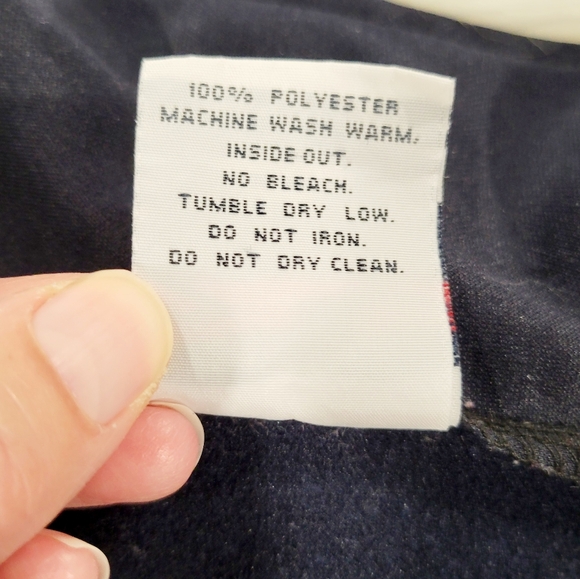 100% POLYESTER
MACHINE WASH WARM.
INSIDE OUT.
NO BLEACH.
TUMBLE DRY LOW.
DO NOT IRON.
DO NOT DRY CLEAN.